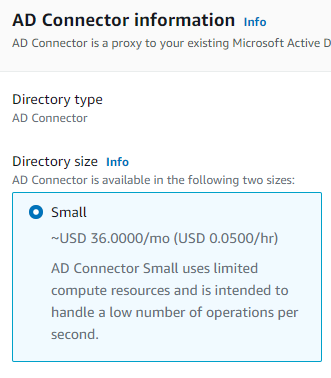 AD Connector information Info
AD Connector is a proxy to your existing Microsoft Active D
Directory type
AD Connector
Directory size Info
AD Connector is available in the following two sizes:
Small
~USD 36.0000/mo (USD 0.0500/hr)
AD Connector Small uses limited
compute resources and is intended to
handle a low number of operations per
second.